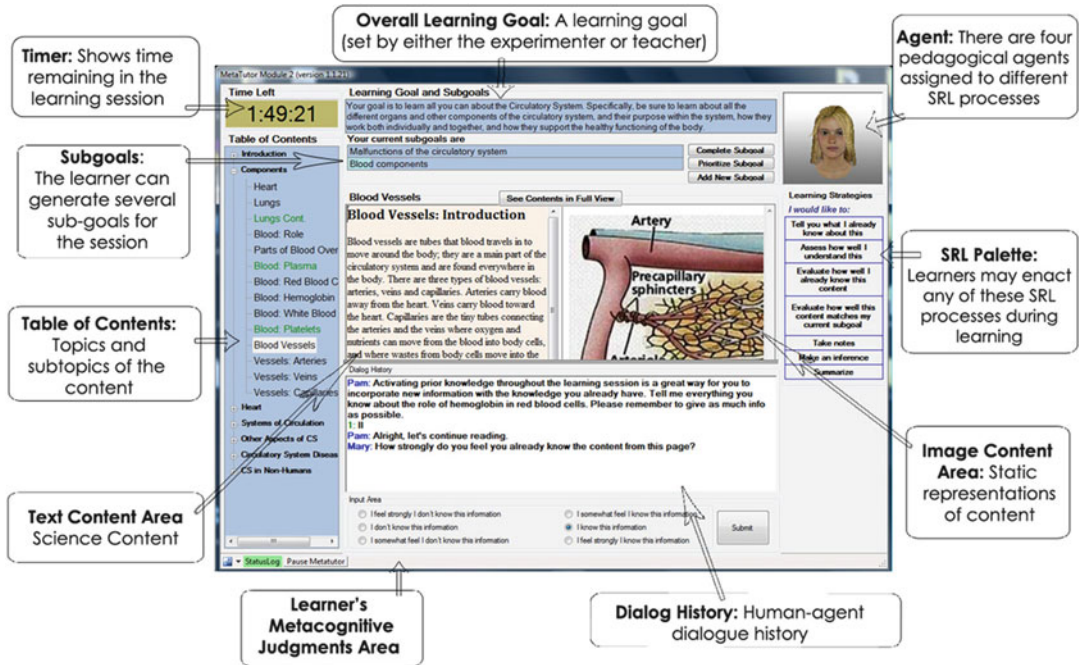 Overall Learning Goal: A learning goal
(set by either the experimenter or teacher)
Timer: Shows time
remaining in the
learning session
Agent: There are four
pedagogical agents
assigned to different
SRL processes
Subgoals:
The learner can
generate several
sub-goals for
the session
Table of Contents:
Topics and
subtopics of the
content
Text Content Area
Science Content
Learner's
Metacognitive
Judgments Area
Dialog History: Human-agent
dialogue history
Image Content
Area: Static
representations
of content
SRL Palette:
Learners may enact
any of these SRL
processes during
learning
MetaTutor Module 2 (version 1.1.21)
Time Left
1:49:21
Table of Contents
Introduction
Components
Heart
Lungs
Lungs Cont.
Blood: Role
Parts of Blood Over
Blood: Plasma
Blood: Red Blood C
Blood: Hemoglobin
Blood: White Blood
Blood: Platelets
Blood Vessels
Vessels: Arteries
Vessels: Veins
Vessels: Capillaries
Heart
Systems of Circulation
Other Aspects of CS
Circulatory System Diseas
CS in Non-Humans
Learning Goal and Subgoals
Your goal is to learn all you can about the Circulatory System. Specifically, be sure to learn about all the
different organs and other components of the circulatory system, and their purpose within the system, how they
work both individually and together, and how they support the healthy functioning of the body.
Your current subgoals are
Malfunctions of the circulatory system
Blood components
Complete Subgoal
Prioritize Subgoal
Add New Subgoal
Blood Vessels
See Contents in Full View
Blood Vessels: Introduction
Blood vessels are tubes that blood travels in to
move around the body; they are a main part of the
circulatory system and are found everywhere in
the body. There are three types of blood vessels:
arteries, veins and capillaries. Arteries carry blood
away from the heart. Veins carry blood toward
the heart. Capillaries are the tiny tubes connecting
the arteries and the veins where oxygen and
nutrients can move from the blood into body cells,
and where wastes from body cells move into the
Artery
Precapillary
sphincters
Dialog History
Pam: Activating prior knowledge throughout the learning session is a great way for you to
incorporate new information with the knowledge you already have. Tell me everything you
know about the role of hemoglobin in red blood cells. Please remember to give as much info
as possible.
Pam: Alright, let's continue reading.
Mary: How strongly do you feel you already know the content from this page?
Input Area
I feel strongly I don't know this information
I don't know this information
I somewhat feel I don't know this information
I somewhat feel I know this information
I know this information
I feel strongly I know this information
Submit
Learning Strategies
I would like to:
Tell you what I already
know about this
Assess how well I
understand this
Evaluate how well I
already know this
content
Evaluate how well this
content matches my
current subgoal
Take notes
Make an inference
Summarize
StatusLog
Pause Metatutor